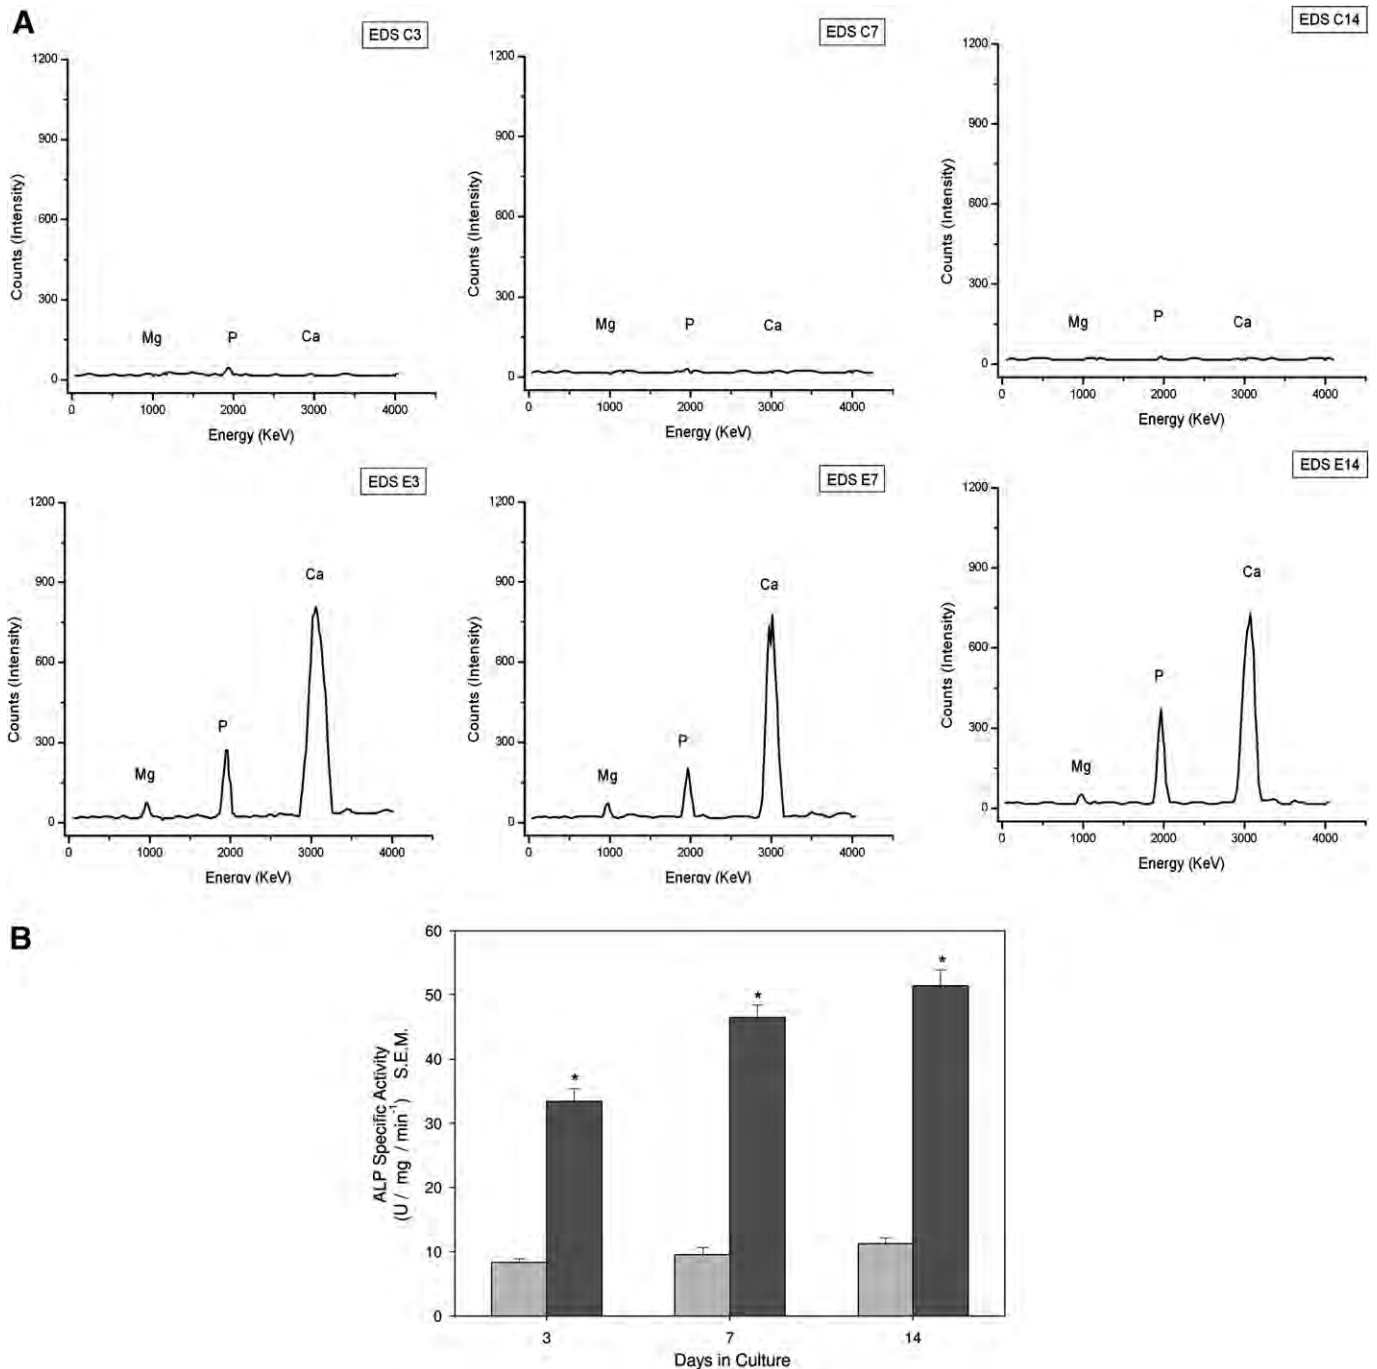 A
EDS C3
1200
900
600
300
0
Counts (Intensity)
Mg P Ca
0 1000 2000 3000 4000
Energy (KeV)
EDS C7
1200
900
600
300
0
Counts (Intensity)
Mg P Ca
0 1000 2000 3000 4000
Energy (KeV)
EDS C14
1200
900
600
300
0
Counts (Intensity)
Mg P Ca
0 1000 2000 3000 4000
Energy (KeV)
EDS E3
1200
900
600
300
0
Counts (Intensity)
Mg P Ca
0 1000 2000 3000 4000
Energy (KeV)
EDS E7
1200
900
600
300
0
Counts (Intensity)
Mg P Ca
0 1000 2000 3000 4000
Energy (KeV)
EDS E14
1200
900
600
300
0
Counts (Intensity)
Mg P Ca
0 1000 2000 3000 4000
Energy (KeV)
B
60
50
40
30
20
10
0
ALP Specific Activity
(U / mg / min⁻¹) S.E.M.
* * *
3 7 14
Days in Culture